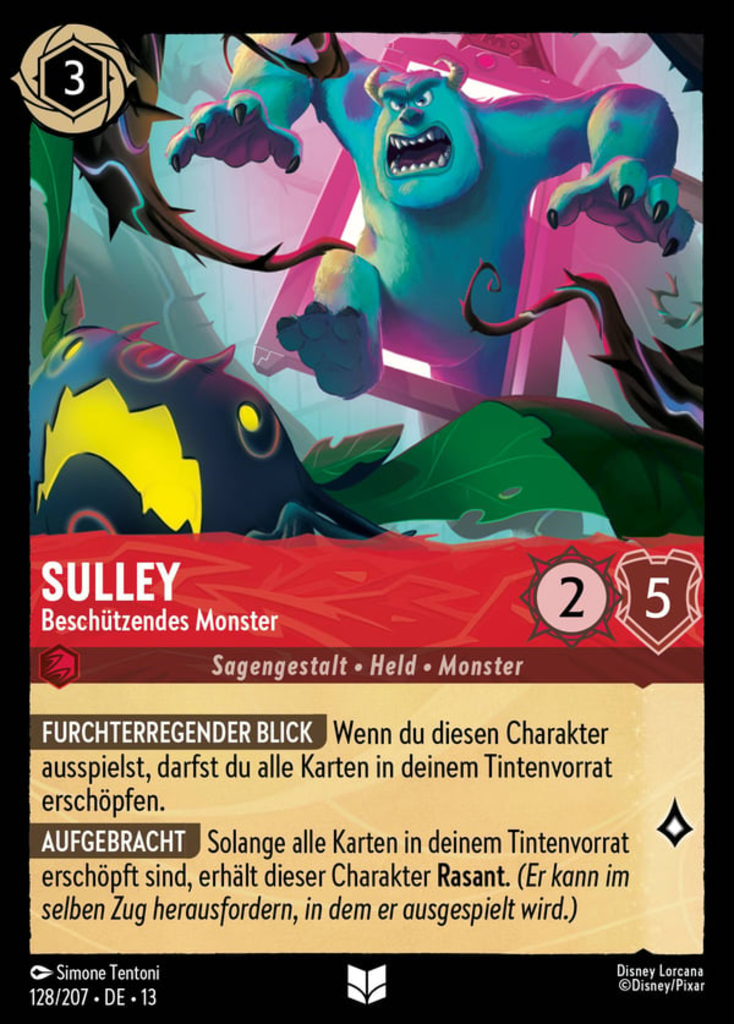 3
SULLEY
Beschützendes Monster
2
5
Sagengestalt • Held • Monster
FURCHTERREGENDER BLICK Wenn du diesen Charakter
ausspielst, darfst du alle Karten in deinem Tintenvorrat
erschöpfen.
AUFGEBRACHT Solange alle Karten in deinem Tintenvorrat
erschöpft sind, erhält dieser Charakter Rasant. (Er kann im
selben Zug herausfordern, in dem er ausgespielt wird.)
Simone Tentoni
128/207 • DE • 13
Disney Lorcana
©Disney/Pixar